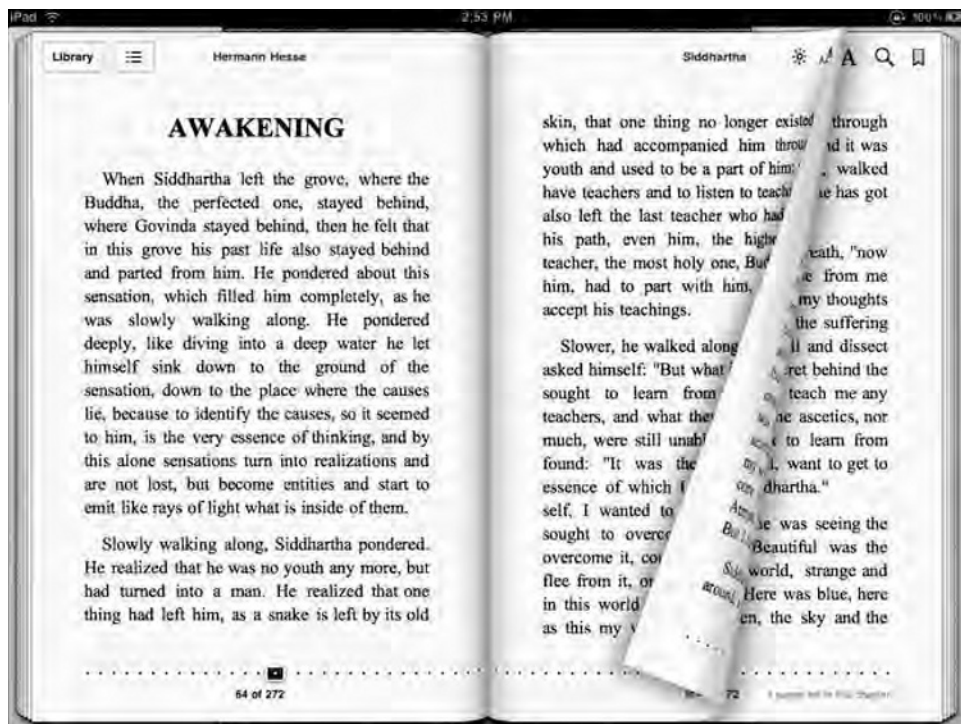 iPad 2:53 PM 100%
Library Hermann Hesse
AWAKENING
When Siddhartha left the grove, where the
Buddha, the perfected one, stayed behind,
where Govinda stayed behind, then he felt that
in this grove his past life also stayed behind
and parted from him. He pondered about this
sensation, which filled him completely, as he
was slowly walking along. He pondered
deeply, like diving into a deep water he let
himself sink down to the ground of the
sensation, down to the place where the causes
lie, because to identify the causes, so it seemed
to him, is the very essence of thinking, and by
this alone sensations turn into realizations and
are not lost, but become entities and start to
emit like rays of light what is inside of them.
Slowly walking along, Siddhartha pondered.
He realized that he was no youth any more, but
had turned into a man. He realized that one
thing had left him, as a snake is left by its old
64 of 272
Siddhartha A A
skin, that one thing no longer existed through
which had accompanied him and it was
youth and used to be a part of him walked
have teachers and to listen to he has got
also left the last teacher who had
his path, even him, the
teacher, the most holy one, "now
him, had to part with him, from me
accept his teachings. my thoughts
the suffering
Slower, he walked along and dissect
asked himself: "But what behind the
sought to learn from teach me any
teachers, and what ascetics, nor
much, were still to learn from
found: "It was the want to get to
essence of which
self, I wanted to was seeing the
sought to Beautiful was the
overcome it, world, strange and
flee from it, Here was blue, here
in this world the sky and the
as this my